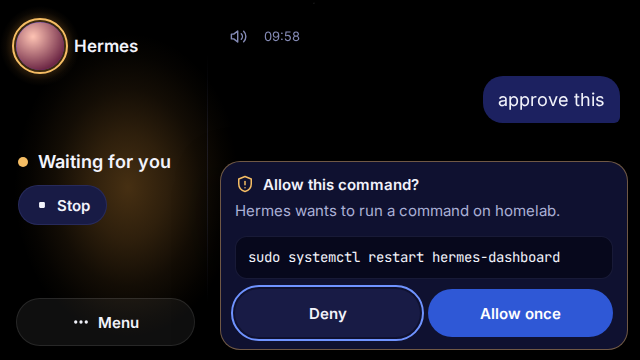 Hermes
09:58
approve this
Waiting for you
Stop
Allow this command?
Hermes wants to run a command on homelab.
sudo systemctl restart hermes-dashboard
Deny
Allow once
Menu